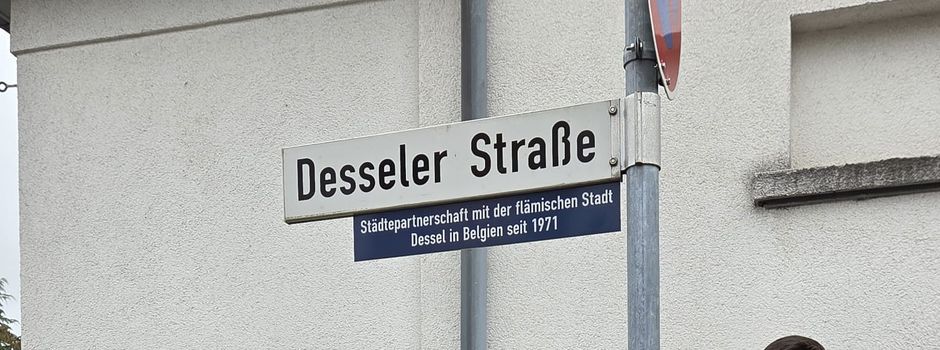 Desseler Straße
Städtepartnerschaft mit der flämischen Stadt
Dessel in Belgien seit 1971